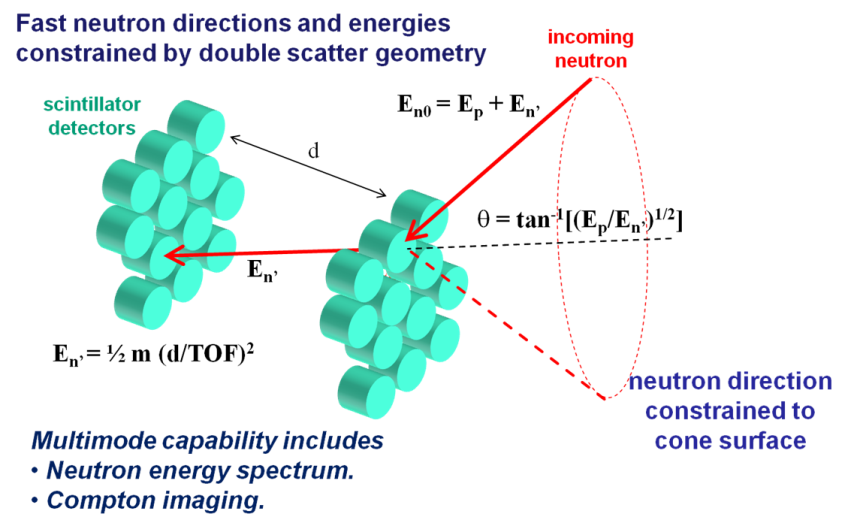 Fast neutron directions and energies
constrained by double scatter geometry
incoming
neutron
scintillator
detectors
Eₙ₀ = Eₚ + Eₙ’
d
θ = tan⁻¹[(Eₚ/Eₙ’)¹/²]
Eₙ’
Eₙ’ = ½ m (d/TOF)²
neutron direction
constrained to
cone surface
Multimode capability includes
• Neutron energy spectrum.
• Compton imaging.